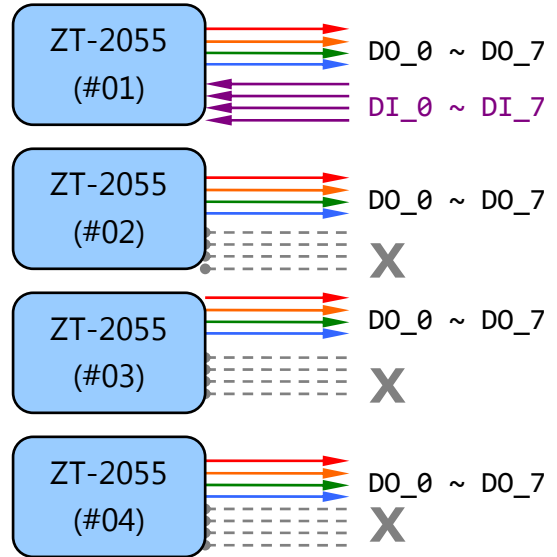 ZT-2055
(#01)
DO_0 ~ DO_7
DI_0 ~ DI_7
ZT-2055
(#02)
DO_0 ~ DO_7
X
ZT-2055
(#03)
DO_0 ~ DO_7
X
ZT-2055
(#04)
DO_0 ~ DO_7
X